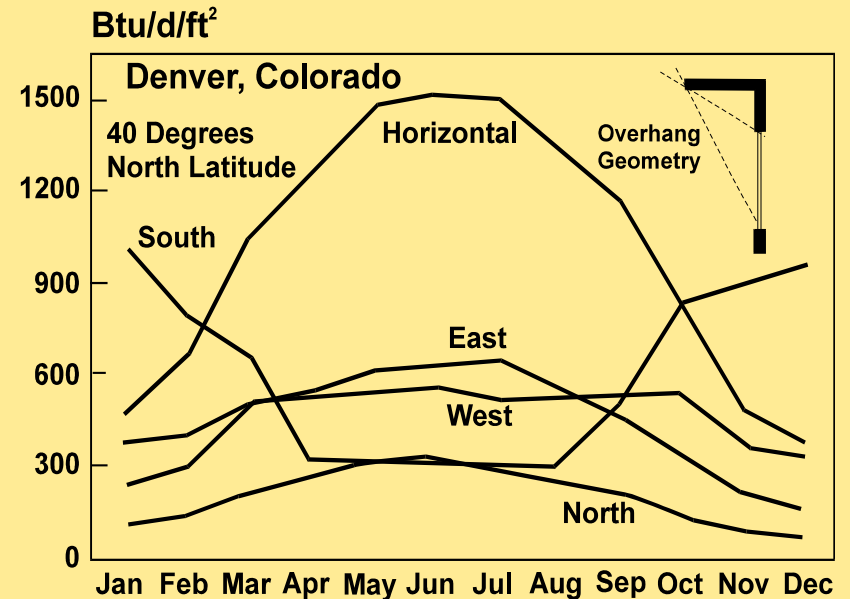 Btu/d/ft²
Denver, Colorado
1500
40 Degrees
North Latitude
Horizontal
Overhang
Geometry
1200
South
900
East
600
West
300
North
0
Jan Feb Mar Apr May Jun Jul Aug Sep Oct Nov Dec